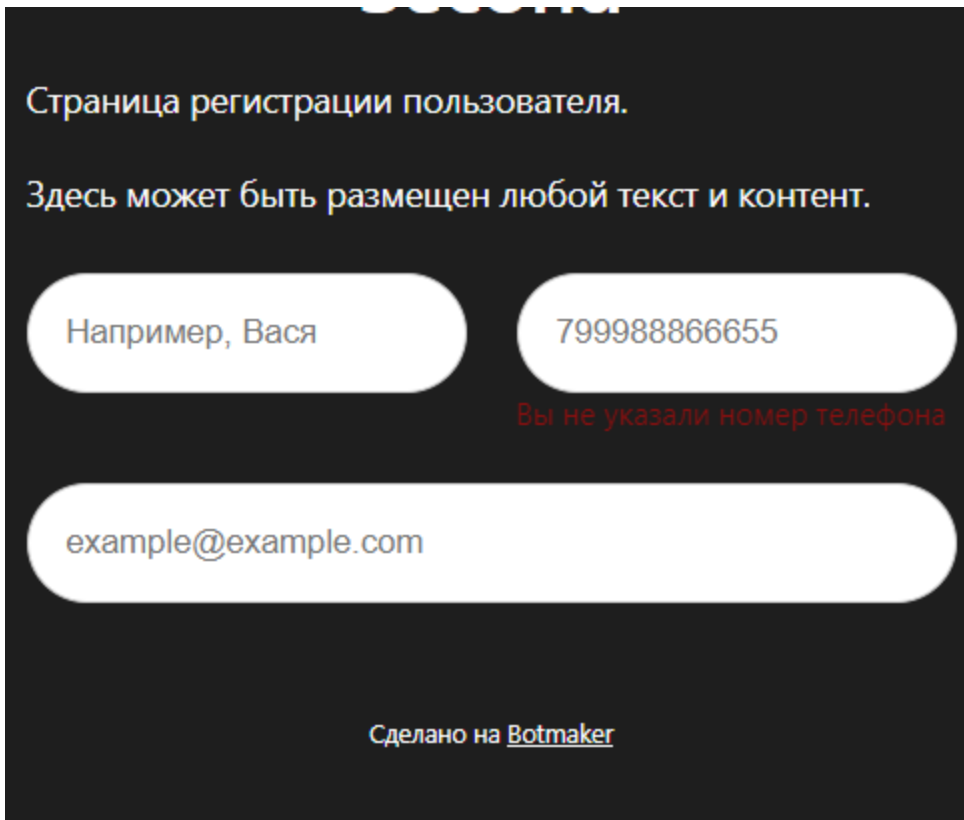 Страница регистрации пользователя.
Здесь может быть размещен любой текст и контент.
Например, Вася
799988866655
Вы не указали номер телефона
example@example.com
Сделано на Botmaker